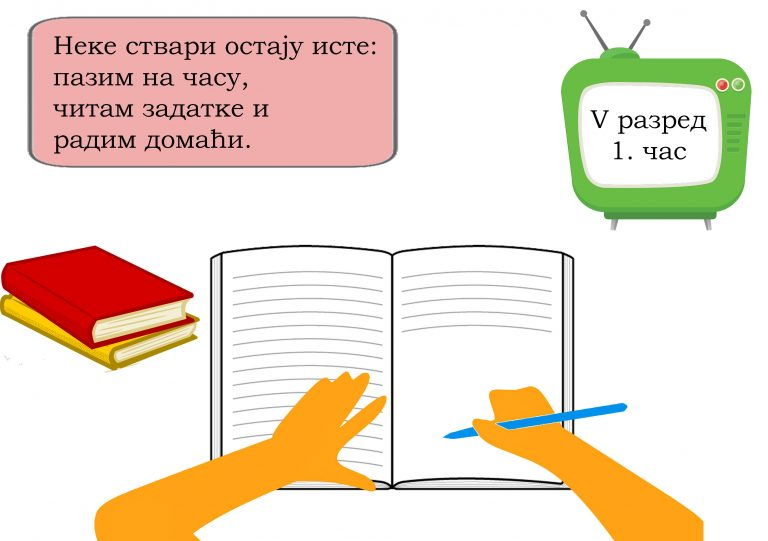 Неке ствари остају исте:
пазим на часу,
читам задатке и
радим домаћи.
V разред
1. час